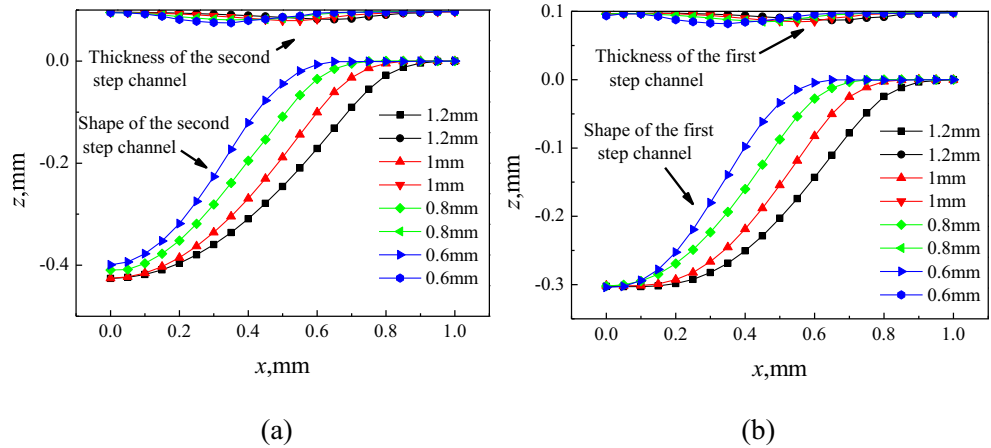 0.0
-0.2
-0.4
z,mm
Thickness of the second
step channel
Shape of the second
step channel
1.2mm
1.2mm
1mm
1mm
0.8mm
0.8mm
0.6mm
0.6mm
0.0 0.2 0.4 0.6 0.8 1.0
x,mm
(a)
0.1
0.0
-0.1
-0.2
-0.3
z,mm
Thickness of the first
step channel
Shape of the first
step channel
1.2mm
1.2mm
1mm
1mm
0.8mm
0.8mm
0.6mm
0.6mm
0.0 0.2 0.4 0.6 0.8 1.0
x,mm
(b)